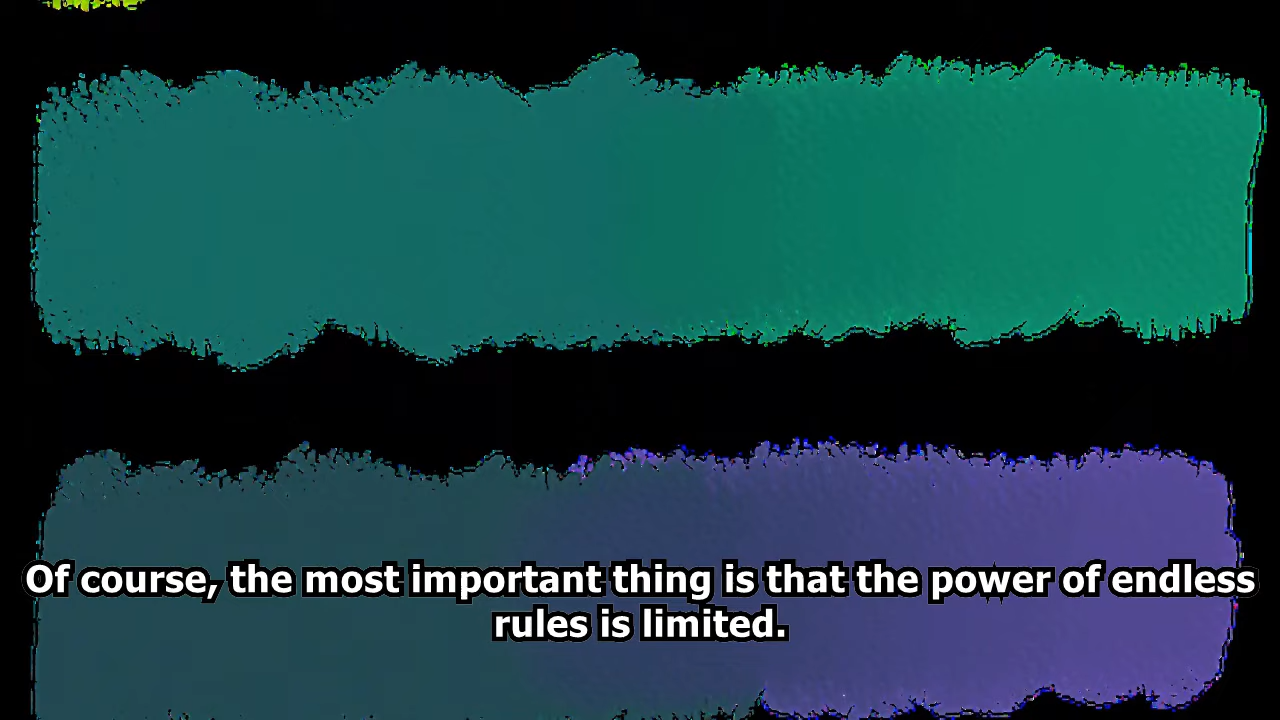 Of course, the most important thing is that the power of endless
rules is limited.